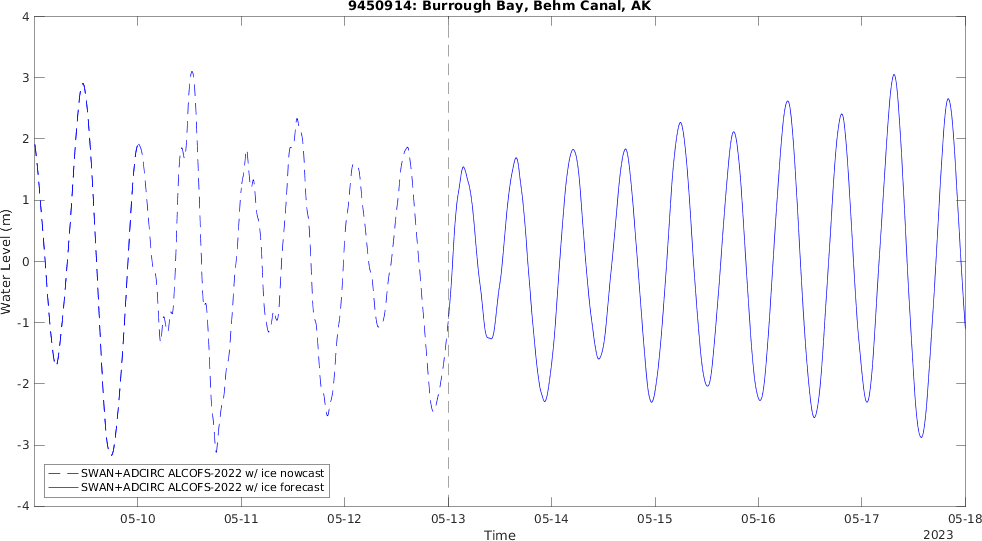 9450914: Burrough Bay, Behm Canal, AK
Water Level (m)
4
3
2
1
0
-1
-2
-3
-4
SWAN+ADCIRC ALCOFS-2022 w/ ice nowcast
SWAN+ADCIRC ALCOFS-2022 w/ ice forecast
05-10 05-11 05-12 05-13 05-14 05-15 05-16 05-17 05-18
Time
2023